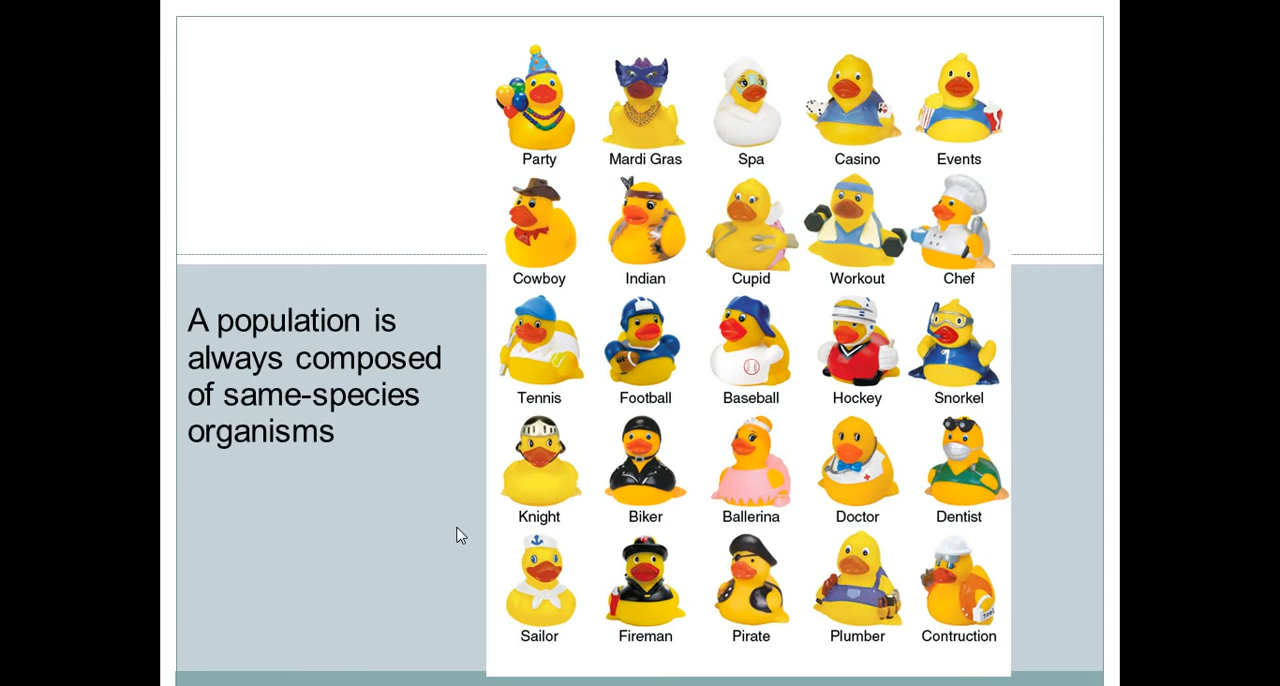 A population is
always composed
of same-species
organisms
Party Mardi Gras Spa Casino Events
Cowboy Indian Cupid Workout Chef
Tennis Football Baseball Hockey Snorkel
Knight Biker Ballerina Doctor Dentist
Sailor Fireman Pirate Plumber Contruction